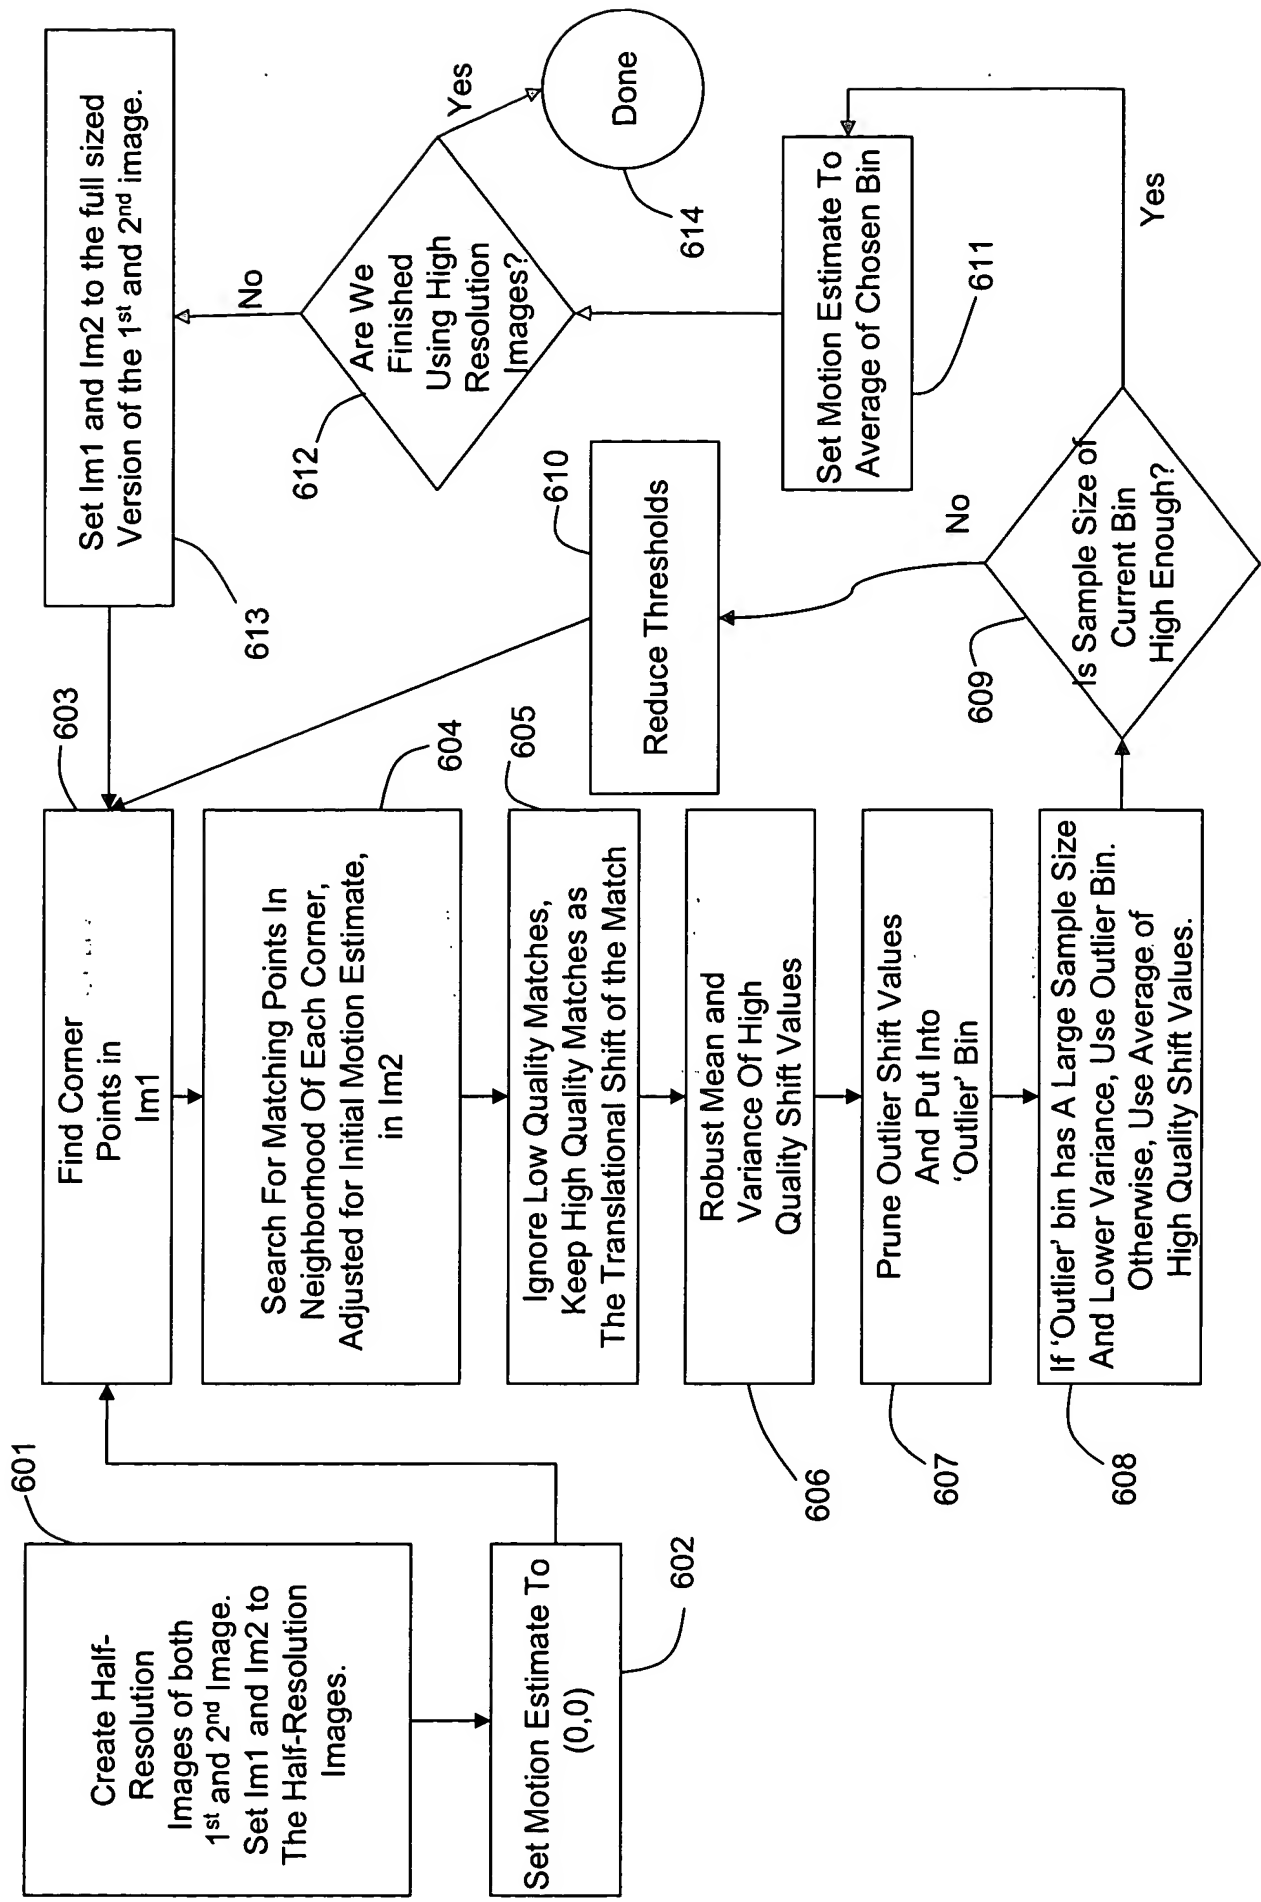 601
Create Half-
Resolution
Images of both
1st and 2nd Image.
Set Im1 and Im2 to
The Half-Resolution
Images.
Set Motion Estimate To
(0,0)
602
603
Find Corner
Points in
Im1
604
Search For Matching Points In
Neighborhood Of Each Corner,
Adjusted for Initial Motion Estimate,
in Im2
605
Ignore Low Quality Matches,
Keep High Quality Matches as
The Translational Shift of the Match
Robust Mean and
Variance Of High
Quality Shift Values
606
Prune Outlier Shift Values
And Put Into
‘Outlier’ Bin
607
If ‘Outlier’ bin has A Large Sample Size
And Lower Variance, Use Outlier Bin.
Otherwise, Use Average of
High Quality Shift Values.
608
609
Is Sample Size of
Current Bin
High Enough?
No
Yes
610
Reduce Thresholds
Set Motion Estimate To
Average of Chosen Bin
611
612
Are We
Finished
Using High
Resolution
Images?
No
Yes
Set Im1 and Im2 to the full sized
Version of the 1st and 2nd image.
613
Done
614